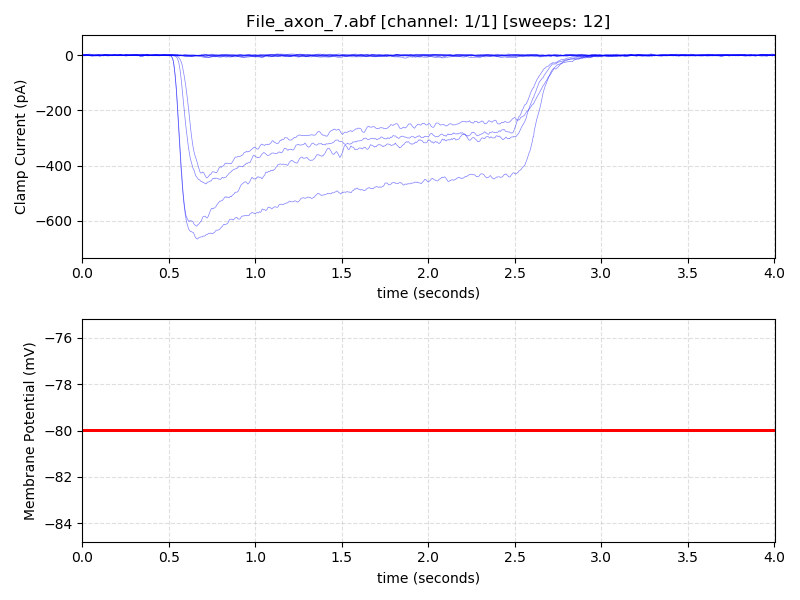 File_axon_7.abf [channel: 1/1] [sweeps: 12]
Clamp Current (pA)
0
−200
−400
−600
0.0 0.5 1.0 1.5 2.0 2.5 3.0 3.5 4.0
time (seconds)
Membrane Potential (mV)
−76
−78
−80
−82
−84
0.0 0.5 1.0 1.5 2.0 2.5 3.0 3.5 4.0
time (seconds)